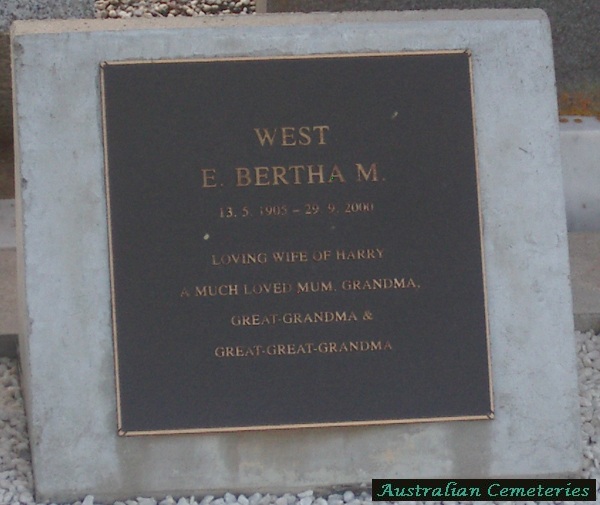 WEST
E. BERTHA M.
13. 5. 1905 – 29. 9. 2000
LOVING WIFE OF HARRY
A MUCH LOVED MUM, GRANDMA,
GREAT-GRANDMA &
GREAT-GREAT-GRANDMA
Australian Cemeteries